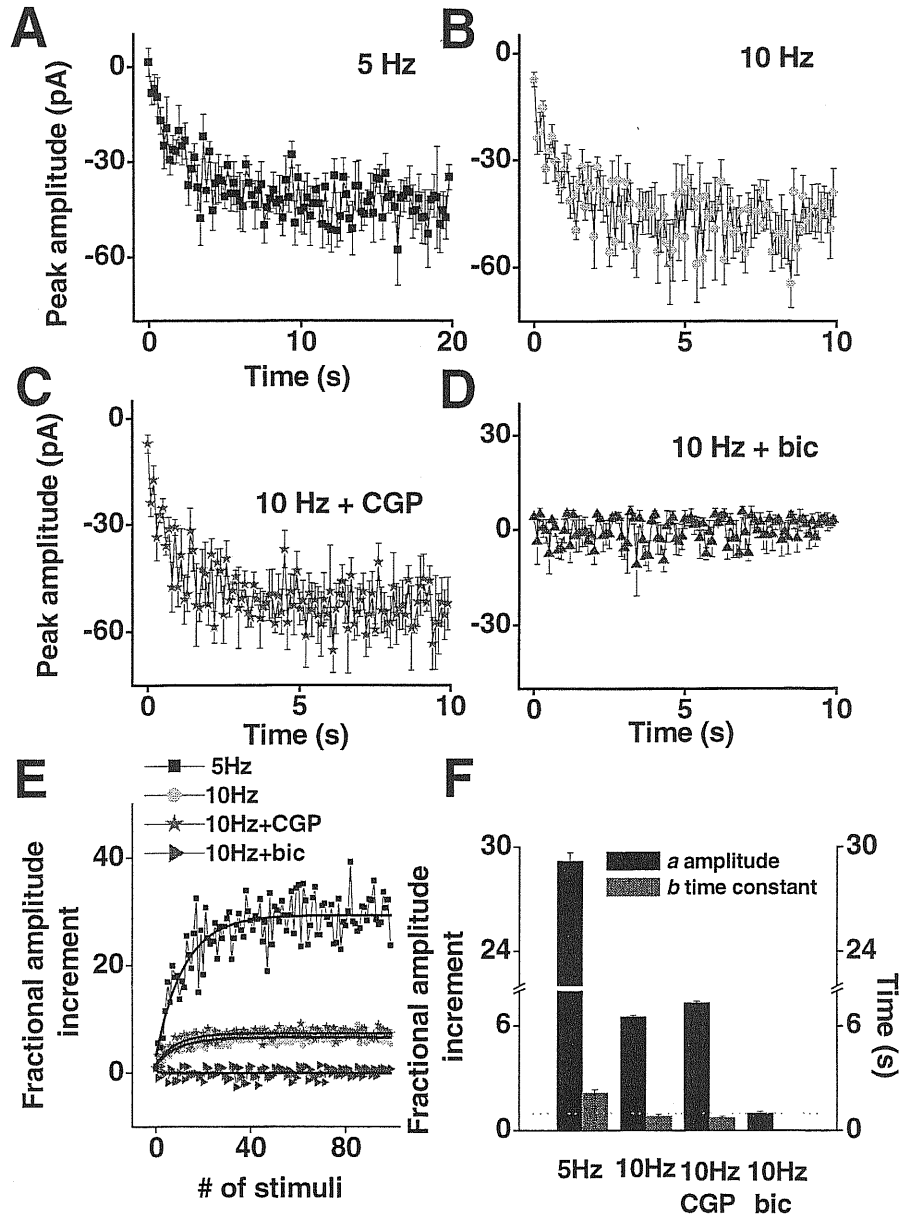 A
5 Hz
Peak amplitude (pA)
0
-30
-60
0
10
20
Time (s)
B
10 Hz
0
-30
-60
0
5
10
C
10 Hz + CGP
Peak amplitude (pA)
0
-30
-60
0
5
10
Time (s)
D
10 Hz + bic
30
0
-30
0
5
10
Time (s)
E
5Hz
10Hz
10Hz+CGP
10Hz+bic
Fractional amplitude
increment
40
20
0
0
40
80
# of stimuli
F
a amplitude
b time constant
Fractional amplitude
increment
30
24
6
0
30
24
6
0
Time (s)
5Hz
10Hz
10Hz
CGP
10Hz
bic